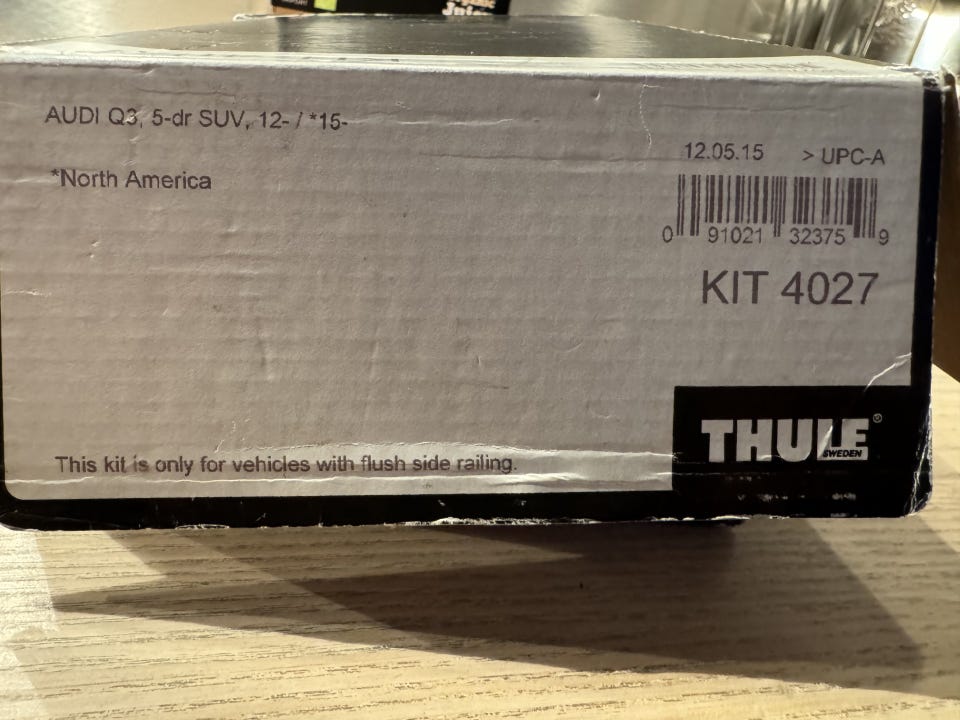 AUDI Q3, 5-dr SUV, 12- / *15-
*North America
12.05.15 > UPC-A
0 91021 32375 9
KIT 4027
THULE®
SWEDEN
This kit is only for vehicles with flush side railing.